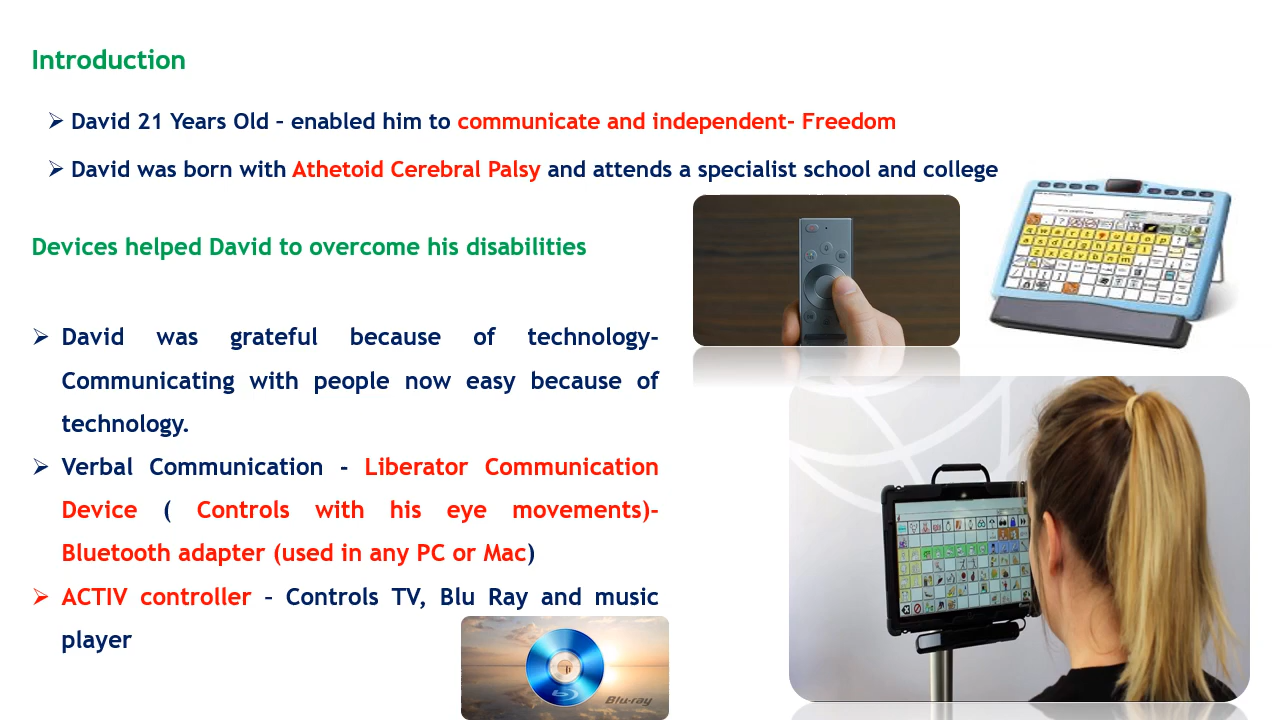 Introduction
➢ David 21 Years Old – enabled him to communicate and independent- Freedom
➢ David was born with Athetoid Cerebral Palsy and attends a specialist school and college
Devices helped David to overcome his disabilities
➢ David was grateful because of technology-
Communicating with people now easy because of
technology.
➢ Verbal Communication - Liberator Communication
Device ( Controls with his eye movements)-
Bluetooth adapter (used in any PC or Mac)
➢ ACTIV controller – Controls TV, Blu Ray and music
player
Blu-ray